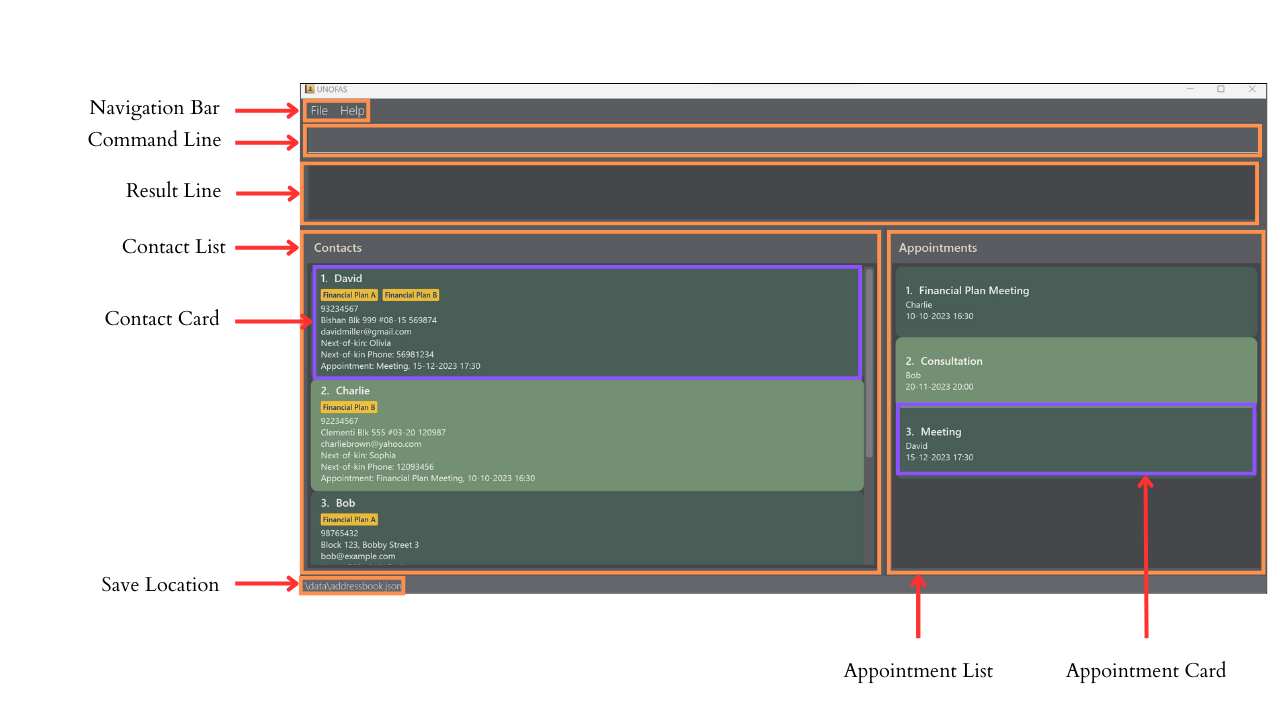 UNOFAS
Navigation Bar
File Help
Command Line
Result Line
Contact List
Contacts
1. David
Financial Plan A Financial Plan B
93234567
Bishan Blk 999 #08-15 569874
davidmiller@gmail.com
Next-of-kin: Olivia
Next-of-kin Phone: 56981234
Appointment: Meeting, 15-12-2023 17:30
Contact Card
2. Charlie
Financial Plan B
92234567
Clementi Blk 555 #03-20 120987
charliebrown@yahoo.com
Next-of-kin: Sophia
Next-of-kin Phone: 12093456
Appointment: Financial Plan Meeting, 10-10-2023 16:30
3. Bob
Financial Plan A
98765432
Block 123, Bobby Street 3
bob@example.com
Appointments
1. Financial Plan Meeting
Charlie
10-10-2023 16:30
2. Consultation
Bob
20-11-2023 20:00
3. Meeting
David
15-12-2023 17:30
Save Location
.\data\addressbook.json
Appointment List
Appointment Card